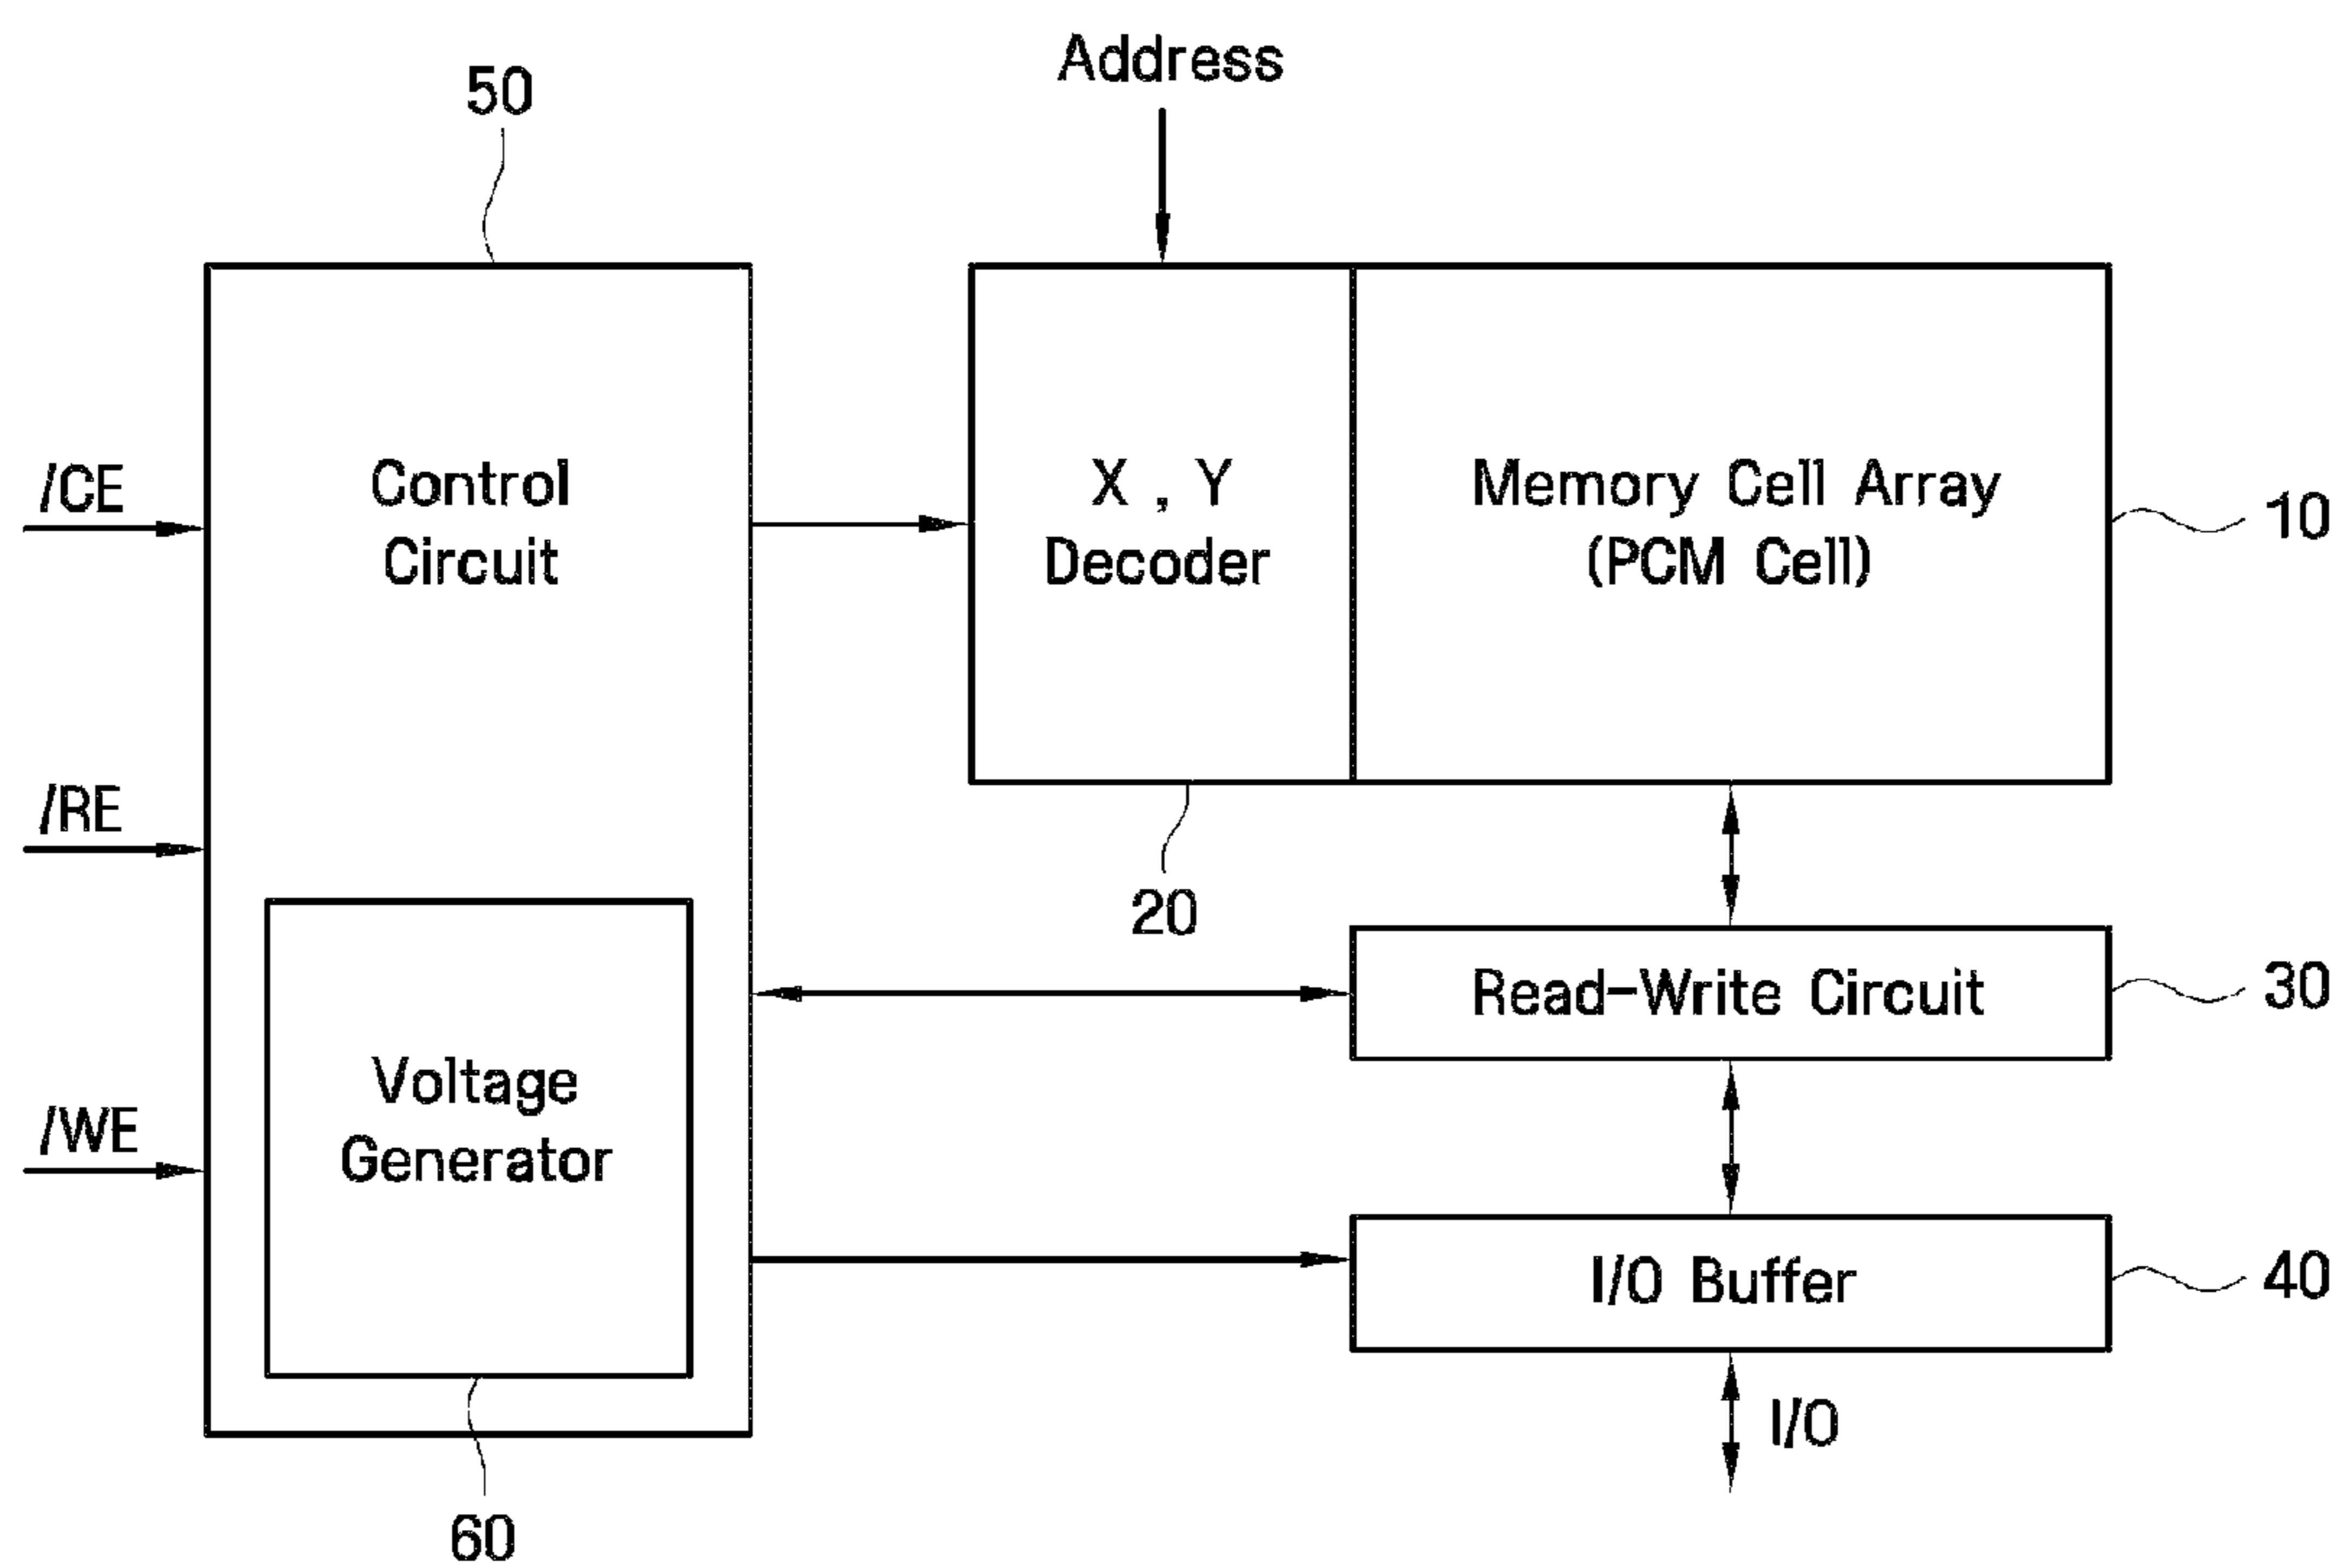 50
Address
/CE
Control
Circuit
X , Y
Decoder
Memory Cell Array
(PCM Cell)
10
/RE
20
Read-Write Circuit
30
/WE
Voltage
Generator
I/O Buffer
40
I/O
60